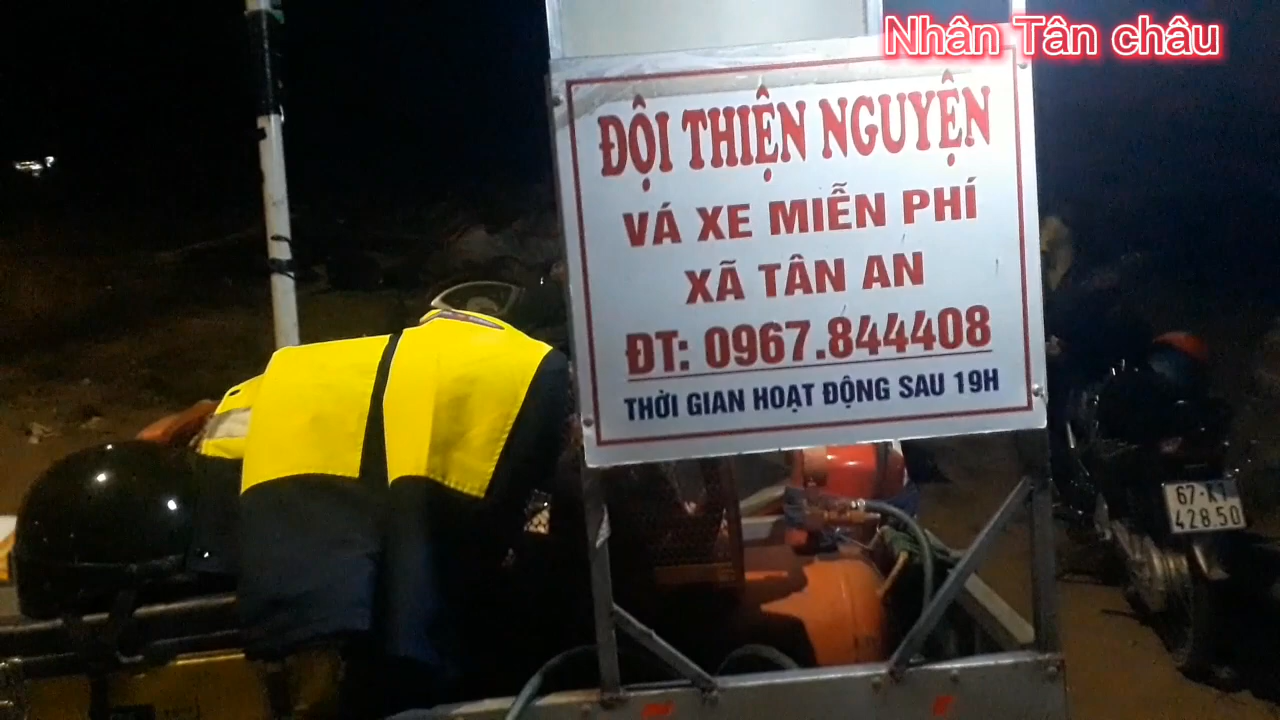 Nhân Tân châu
ĐỘI THIỆN NGUYỆN
VÁ XE MIỄN PHÍ
XÃ TÂN AN
ĐT: 0967.844408
THỜI GIAN HOẠT ĐỘNG SAU 19H
67-K1
428.50